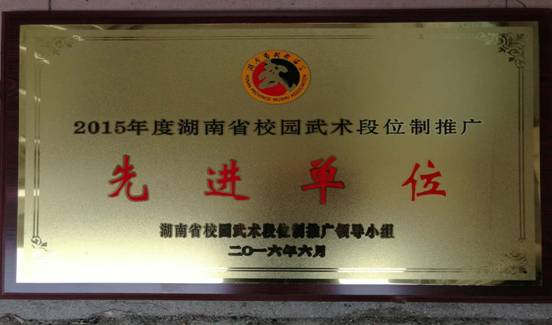 2015年度湖南省校园武术段位制推广
先进单位
湖南省校园武术段位制推广领导小组
二〇一六年六月